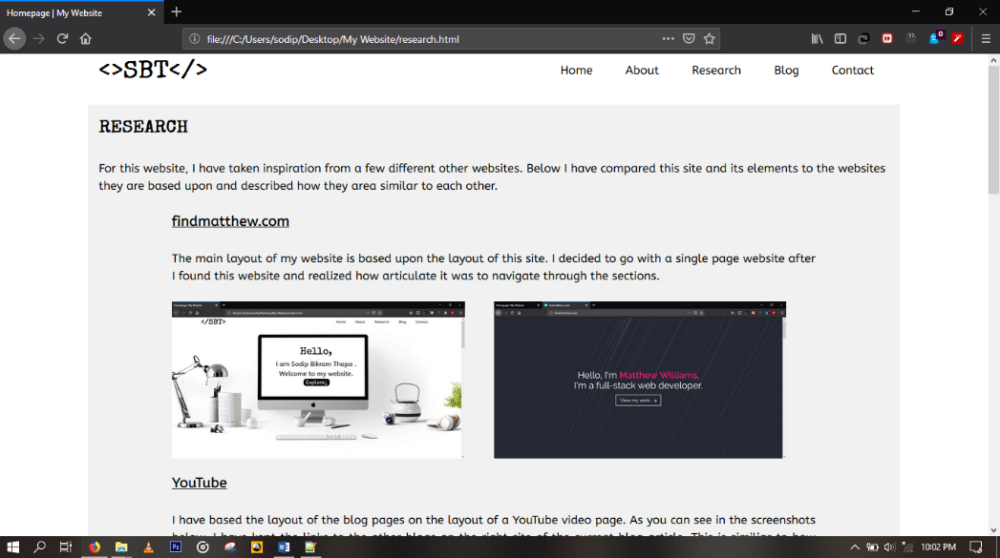 Homepage | My Website
file:///C:/Users/sodip/Desktop/My Website/research.html
0
<>SBT</>
Home About Research Blog Contact
RESEARCH
For this website, I have taken inspiration from a few different other websites. Below I have compared this site and its elements to the websites
they are based upon and described how they area similar to each other.
findmatthew.com
The main layout of my website is based upon the layout of this site. I decided to go with a single page website after
I found this website and realized how articulate it was to navigate through the sections.
</SBT>
Home About Research Blog Contact
Hello,
I am Sodip Bikram Thapa .
Welcome to my website.
Explore
Hello, I'm Matthew Williams.
I'm a full-stack web developer.
View my work
YouTube
I have based the layout of the blog pages on the layout of a YouTube video page. As you can see in the screenshots
Ps
10:02 PM